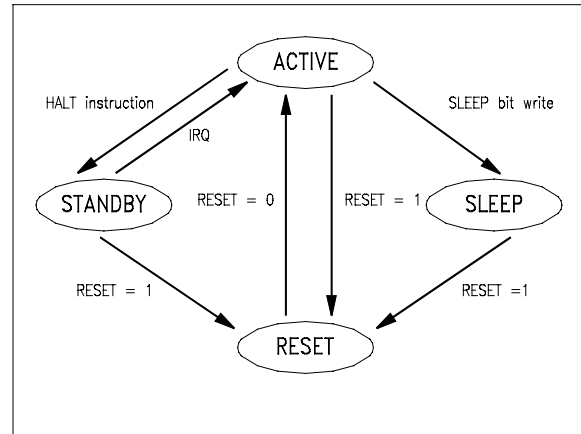 ACTIVE
HALT instruction
SLEEP bit write
IRQ
STANDBY
RESET = 0
RESET = 1
SLEEP
RESET = 1
RESET =1
RESET